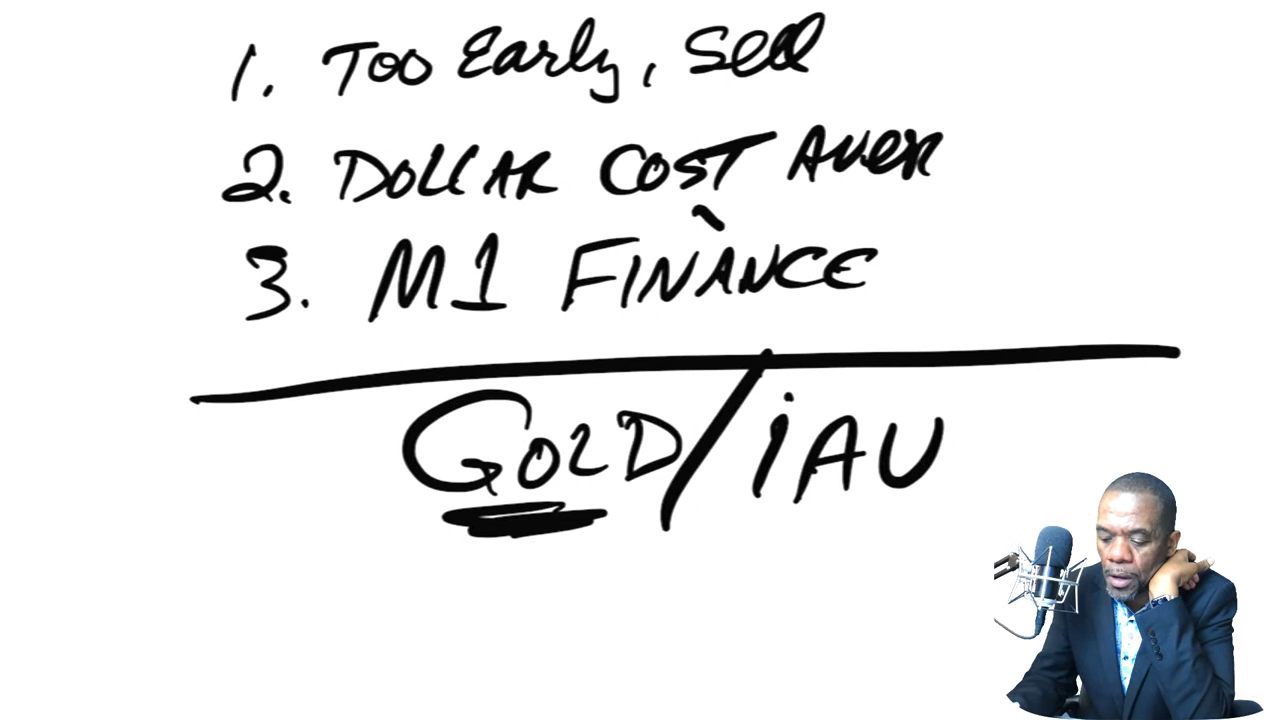 1. Too Early, Sell
2. DOLLAR COST AVER
3. M1 FINANCE
GOLD/iAU